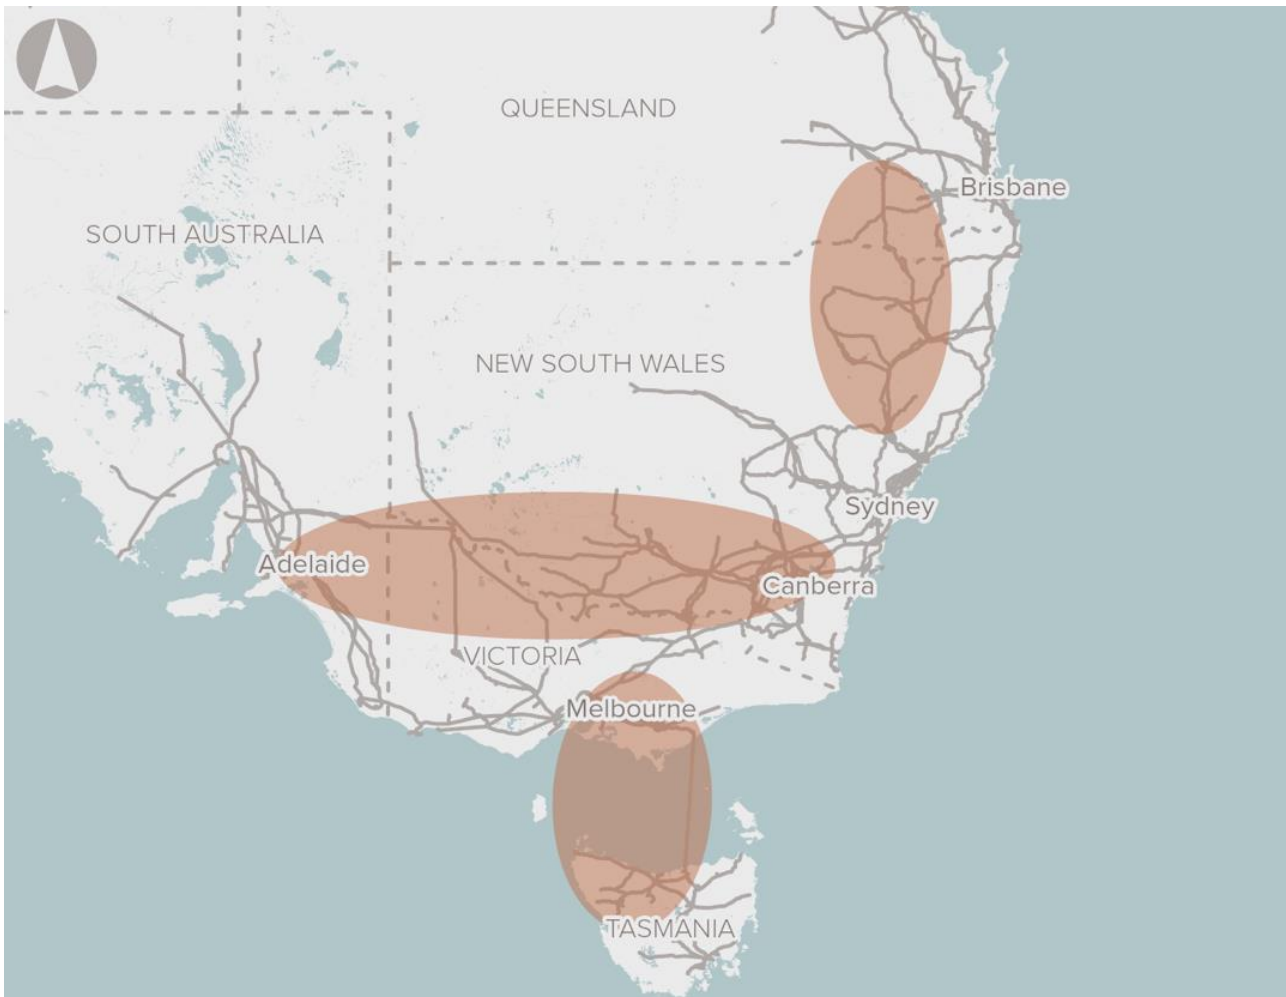 QUEENSLAND
Brisbane
SOUTH AUSTRALIA
NEW SOUTH WALES
Sydney
Adelaide
Canberra
VICTORIA
Melbourne
TASMANIA